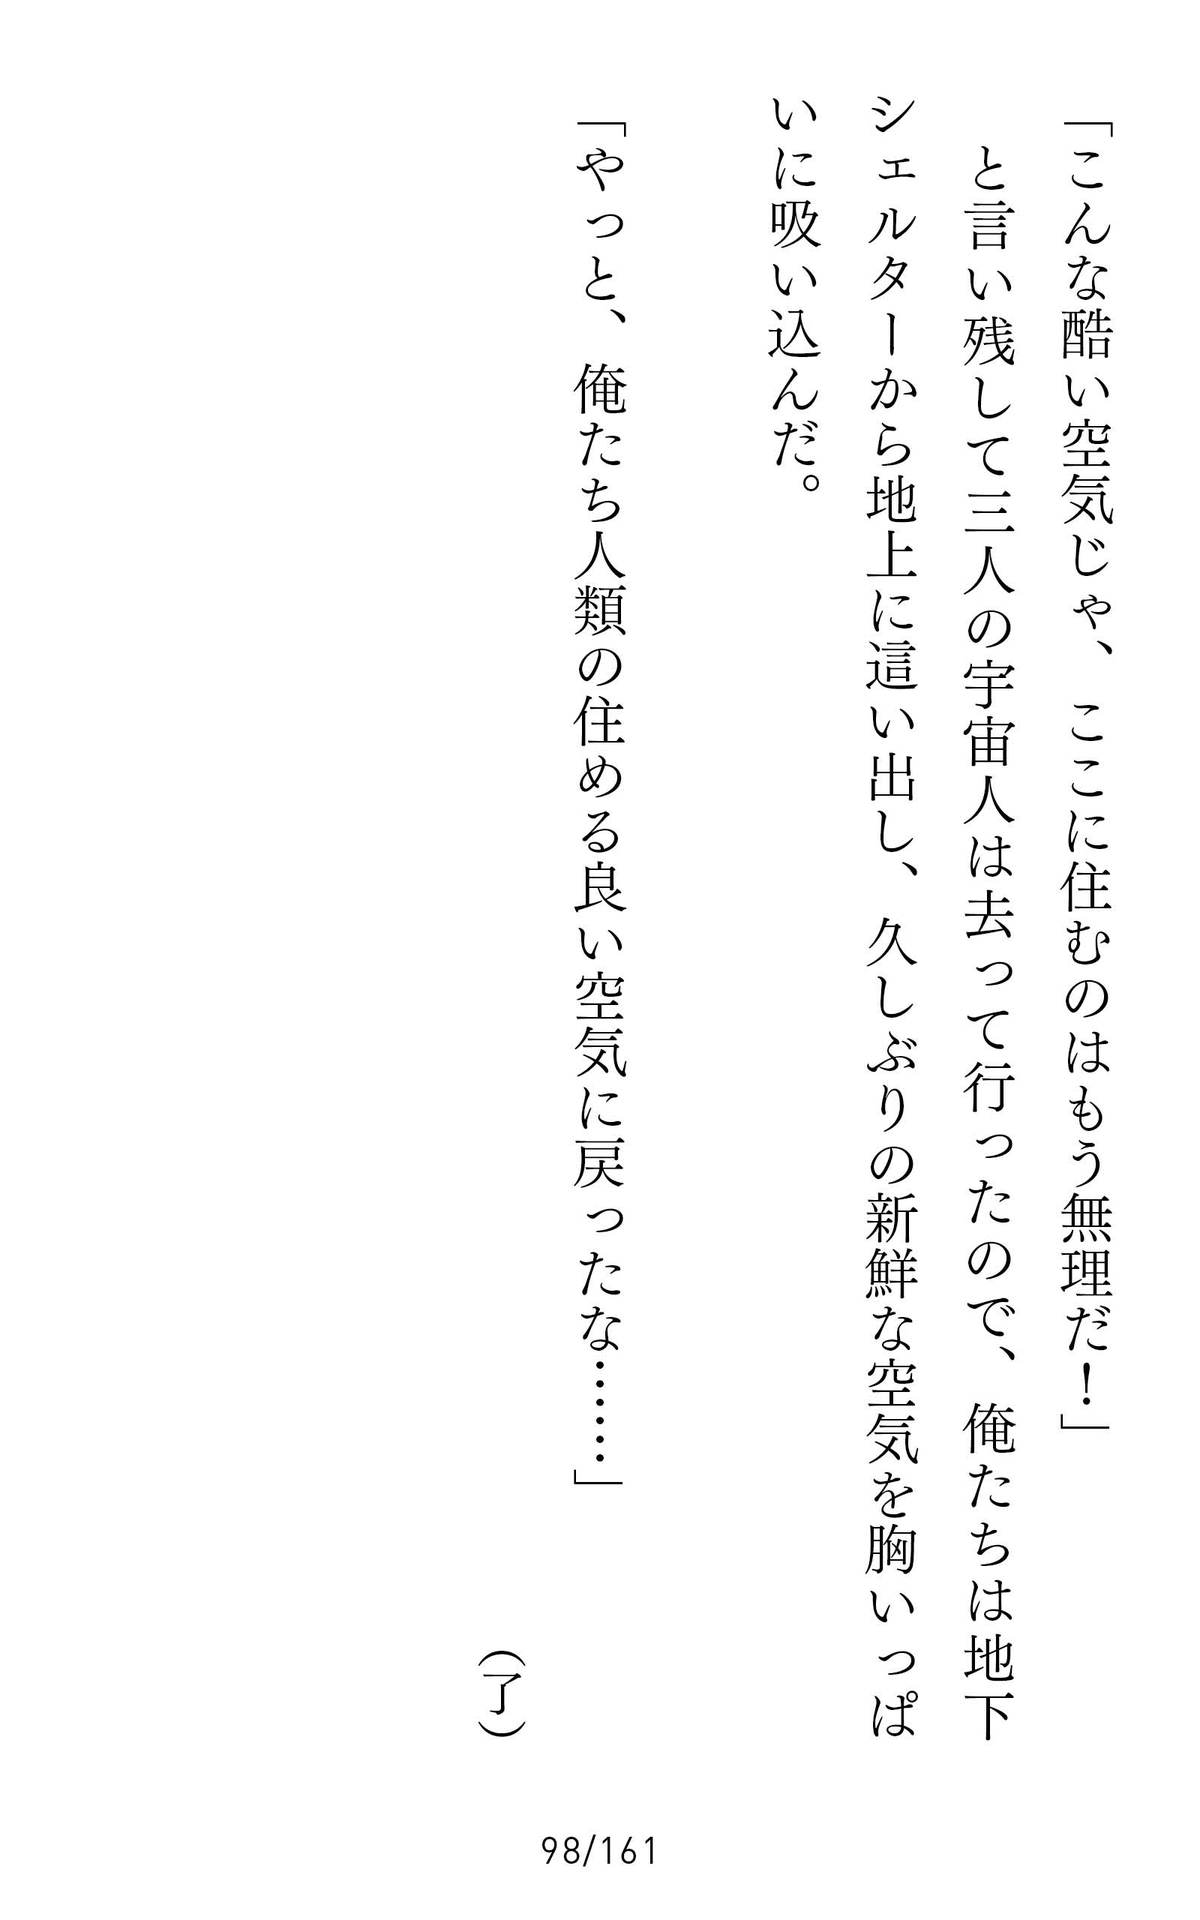 「こんな酷い空気じゃ、ここに住むのはもう無理だ！」
　と言い残して三人の宇宙人は去って行ったので、俺たちは地下
シェルターから地上に這い出し、久しぶりの新鮮な空気を胸いっぱ
いに吸い込んだ。
「やっと、俺たち人類の住める良い空気に戻ったな……」
（了）
98/161